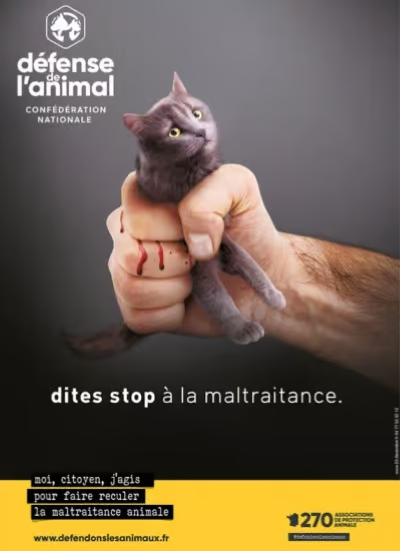 défense
de
l'animal
CONFÉDÉRATION
NATIONALE
dites stop à la maltraitance.
moi, citoyen, j'agis
pour faire reculer
la maltraitance animale
www.defendonslesanimaux.fr
270 ASSOCIATIONS
DE PROTECTION
ANIMALE